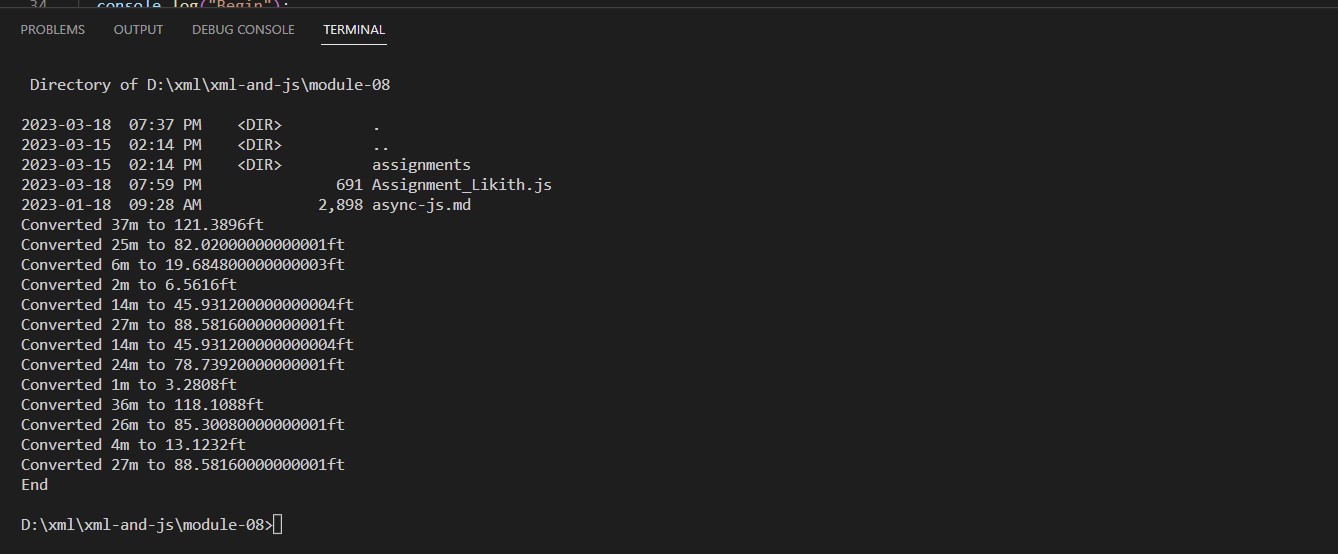 34 console.log("Begin");
PROBLEMS OUTPUT DEBUG CONSOLE TERMINAL
Directory of D:\xml\xml-and-js\module-08
2023-03-18 07:37 PM <DIR> .
2023-03-15 02:14 PM <DIR> ..
2023-03-15 02:14 PM <DIR> assignments
2023-03-18 07:59 PM 691 Assignment_Likith.js
2023-01-18 09:28 AM 2,898 async-js.md
Converted 37m to 121.3896ft
Converted 25m to 82.02000000000001ft
Converted 6m to 19.684800000000003ft
Converted 2m to 6.5616ft
Converted 14m to 45.931200000000004ft
Converted 27m to 88.58160000000001ft
Converted 14m to 45.931200000000004ft
Converted 24m to 78.73920000000001ft
Converted 1m to 3.2808ft
Converted 36m to 118.1088ft
Converted 26m to 85.30080000000001ft
Converted 4m to 13.1232ft
Converted 27m to 88.58160000000001ft
End
D:\xml\xml-and-js\module-08>